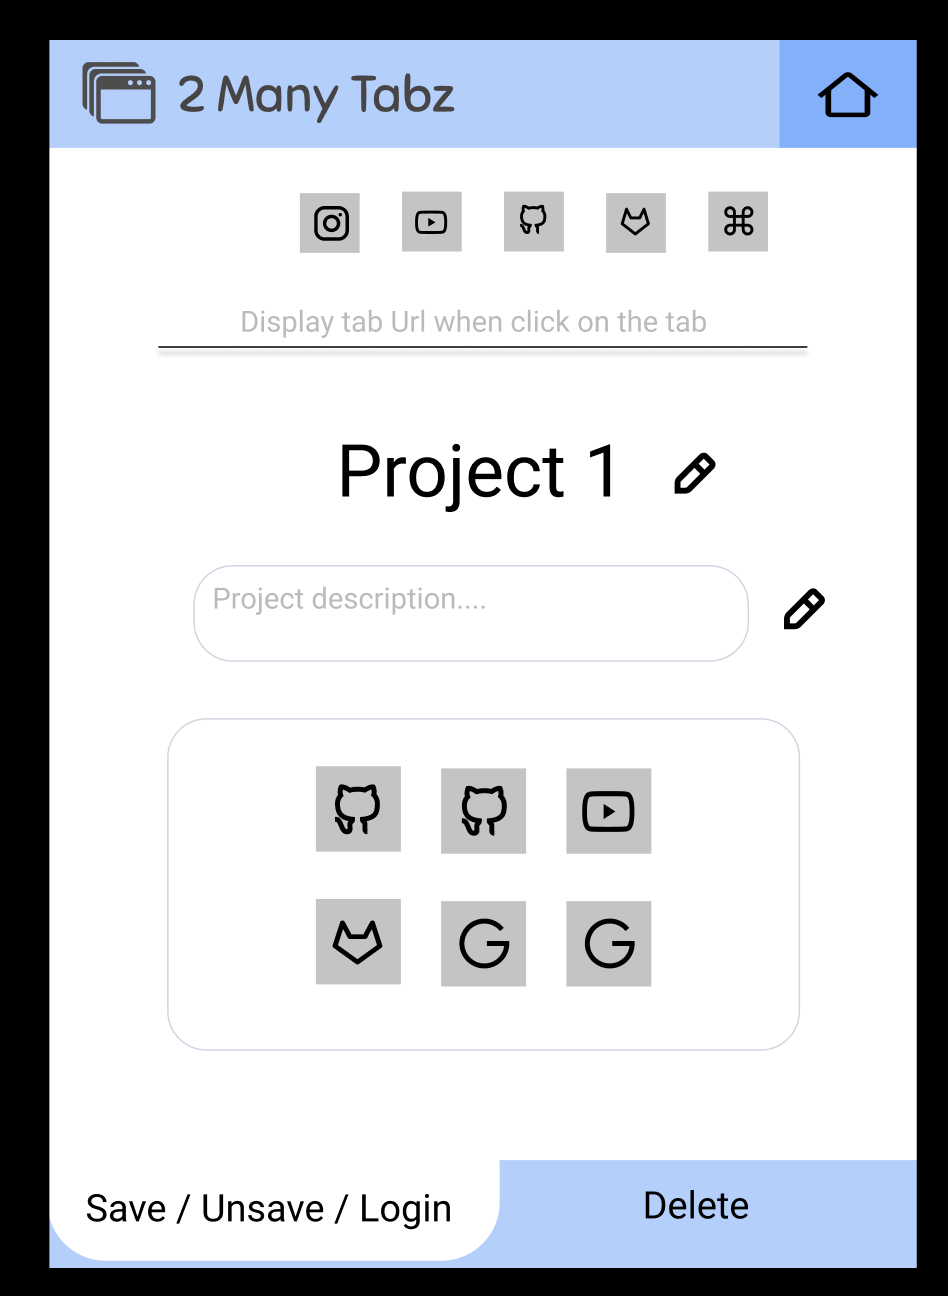 2 Many Tabz
Display tab Url when click on the tab
Project 1
Project description....
Save / Unsave / Login
Delete